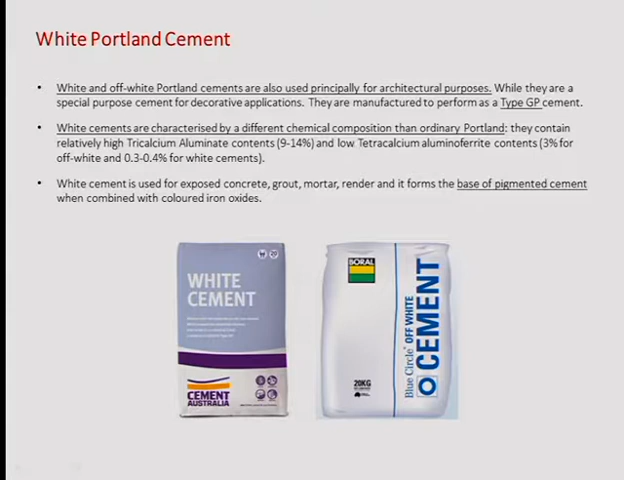 White Portland Cement
• White and off-white Portland cements are also used principally for architectural purposes. While they are a
special purpose cement for decorative applications. They are manufactured to perform as a Type GP cement.
• White cements are characterised by a different chemical composition than ordinary Portland: they contain
relatively high Tricalcium Aluminate contents (9-14%) and low Tetracalcium aluminoferrite contents (3% for
off-white and 0.3-0.4% for white cements).
• White cement is used for exposed concrete, grout, mortar, render and it forms the base of pigmented cement
when combined with coloured iron oxides.
WHITE
CEMENT
CEMENT
AUSTRALIA
BORAL
20KG
Blue Circle® OFF WHITE
CEMENT